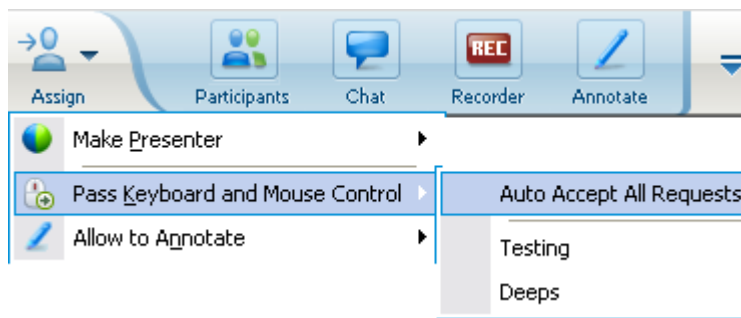 REC
Assign
Participants
Chat
Recorder
Annotate
Make Presenter
Pass Keyboard and Mouse Control
Auto Accept All Requests
Allow to Annotate
Testing
Deeps